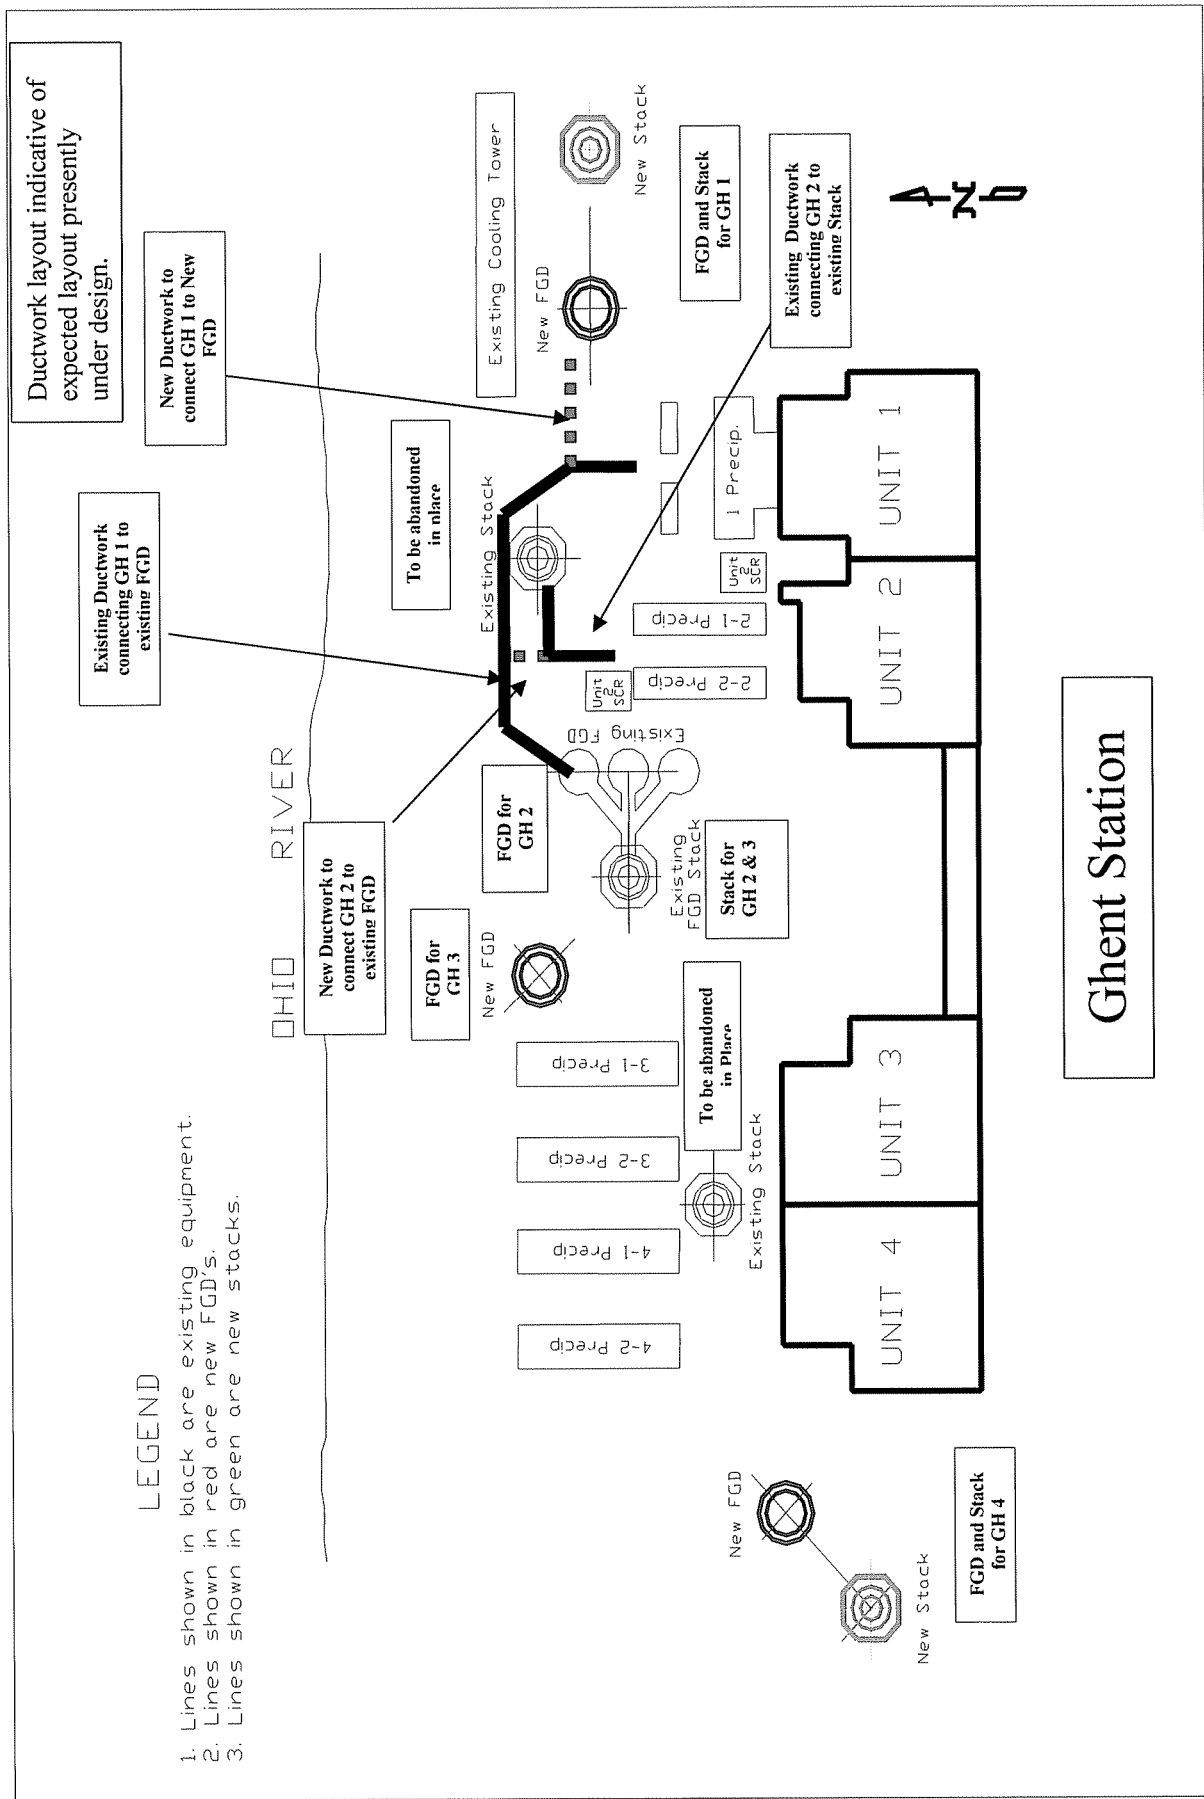 LEGEND
1. Lines shown in black are existing equipment.
2. Lines shown in red are new FGD's.
3. Lines shown in green are new stacks.
Ductwork layout indicative of
expected layout presently
under design.
OHIO RIVER
Existing Ductwork
connecting GH 1 to
existing FGD
New Ductwork to
connect GH 1 to New
FGD
New Ductwork to
connect GH 2 to
existing FGD
To be abandoned
in place
Existing Stack
Existing Cooling Tower
New FGD
New Stack
FGD and Stack
for GH 1
Existing Ductwork
connecting GH 2 to
existing Stack
FGD for
GH 3
New FGD
FGD for
GH 2
Existing FGD
Existing
FGD Stack
Stack for
GH 2 & 3
Unit
2
SCR
Unit
2
SCR
4-2 Precip
4-1 Precip
3-2 Precip
3-1 Precip
2-2 Precip
2-1 Precip
1 Precip.
To be abandoned
in Place
Existing Stack
New FGD
New Stack
FGD and Stack
for GH 4
UNIT 4
UNIT 3
UNIT 2
UNIT 1
N
Ghent Station